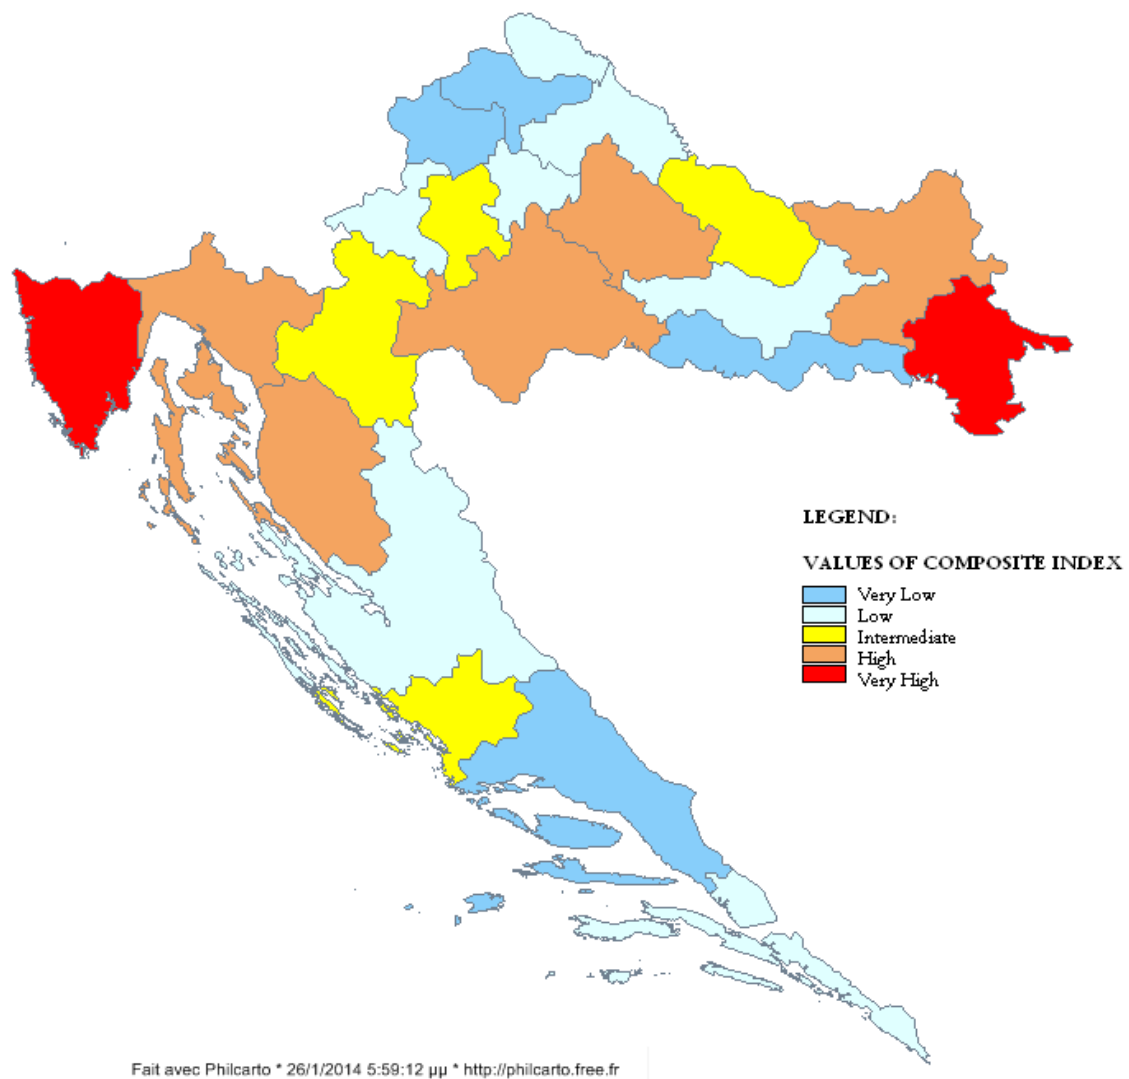 LEGEND:
VALUES OF COMPOSITE INDEX
Very Low
Low
Intermediate
High
Very High
Fait avec Philcarto * 26/1/2014 5:59:12 μμ * http://philcarto.free.fr